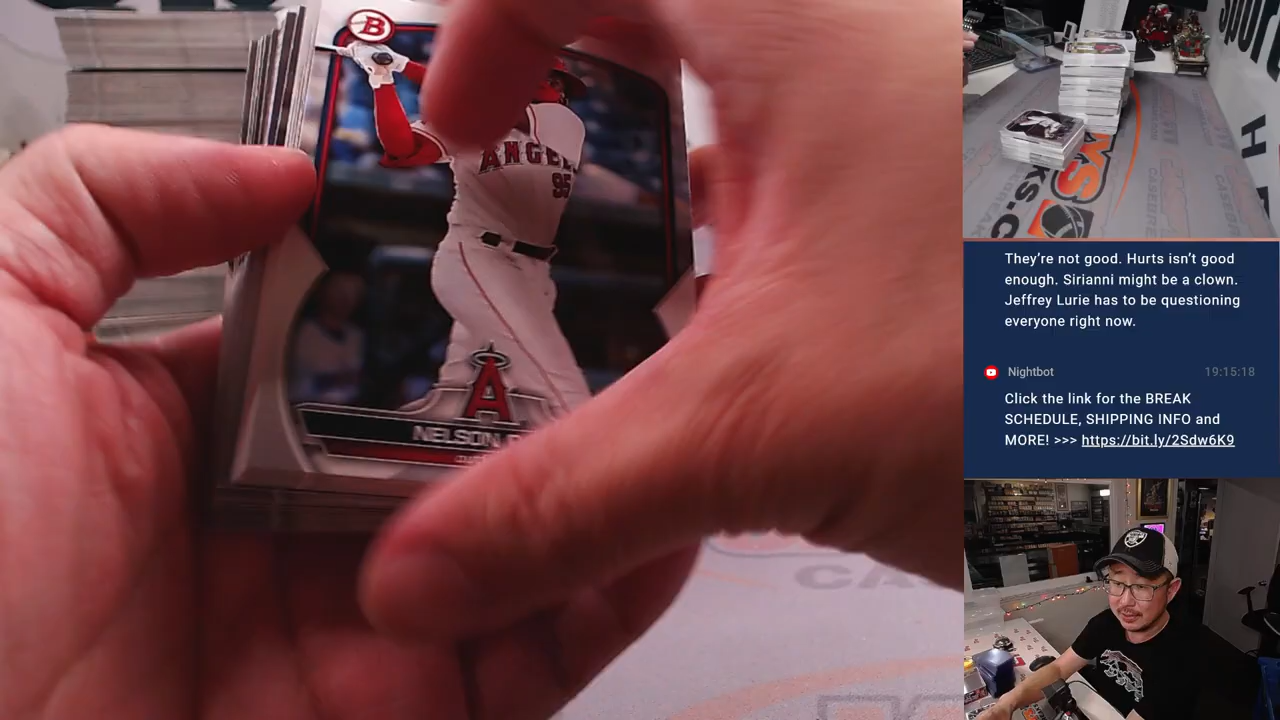 B
ANGEL
95
A
NELSON
They’re not good. Hurts isn’t good
enough. Sirianni might be a clown.
Jeffrey Lurie has to be questioning
everyone right now.
Nightbot
19:15:18
Click the link for the BREAK
SCHEDULE, SHIPPING INFO and
MORE! >>> https://bit.ly/2Sdw6K9